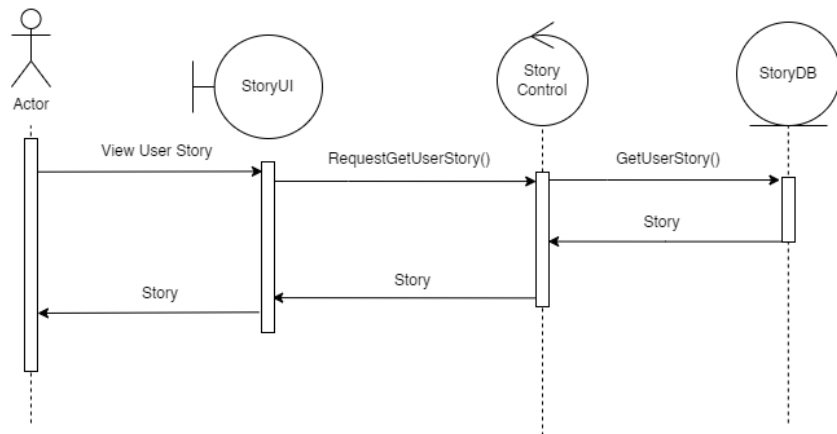 Actor
StoryUI
Story
Control
StoryDB
View User Story
RequestGetUserStory()
GetUserStory()
Story
Story
Story